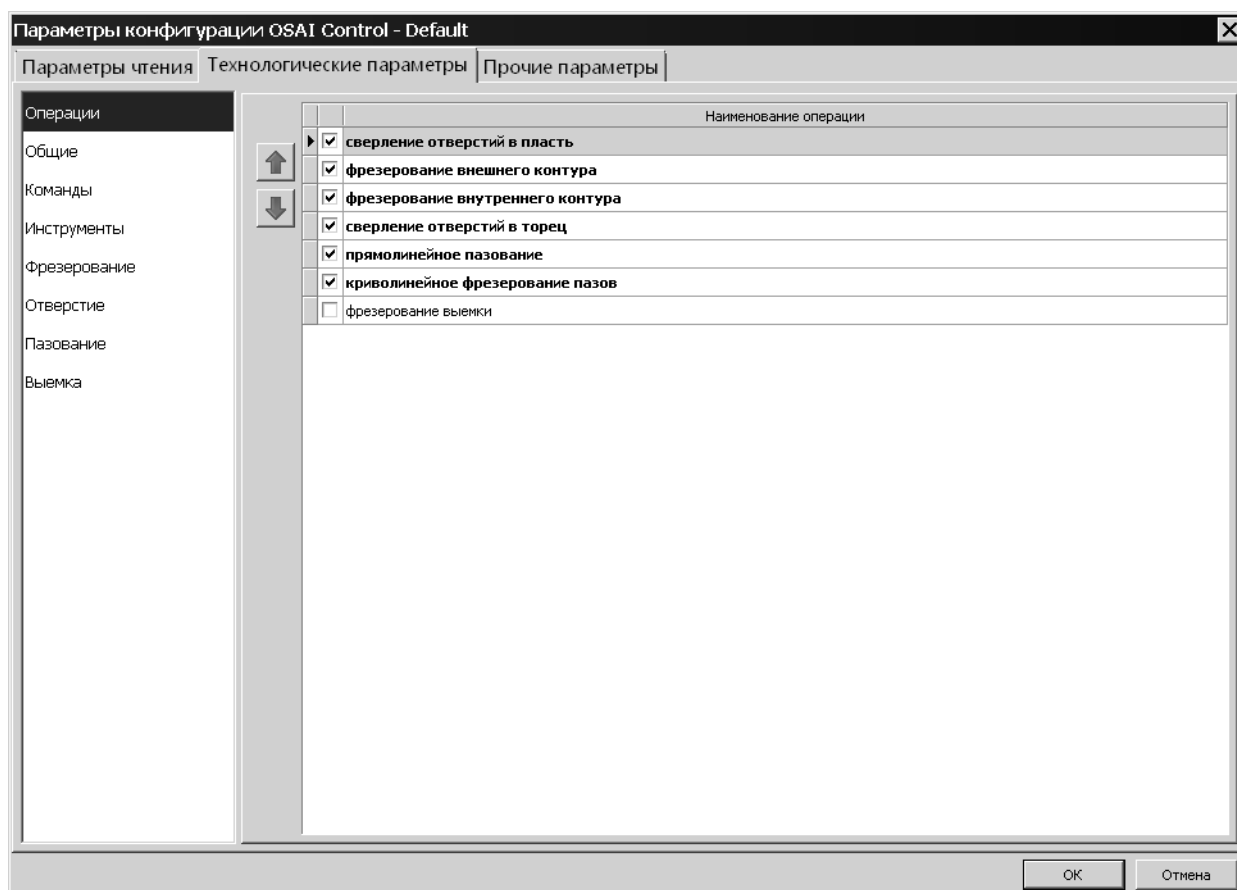 Параметры конфигурации OSAI Control - Default
Параметры чтения Технологические параметры Прочие параметры
Операции
Общие
Команды
Инструменты
Фрезерование
Отверстие
Пазование
Выемка
Наименование операции
сверление отверстий в пласть
фрезерование внешнего контура
фрезерование внутреннего контура
сверление отверстий в торец
прямолинейное пазование
криволинейное фрезерование пазов
фрезерование выемки
ОК Отмена